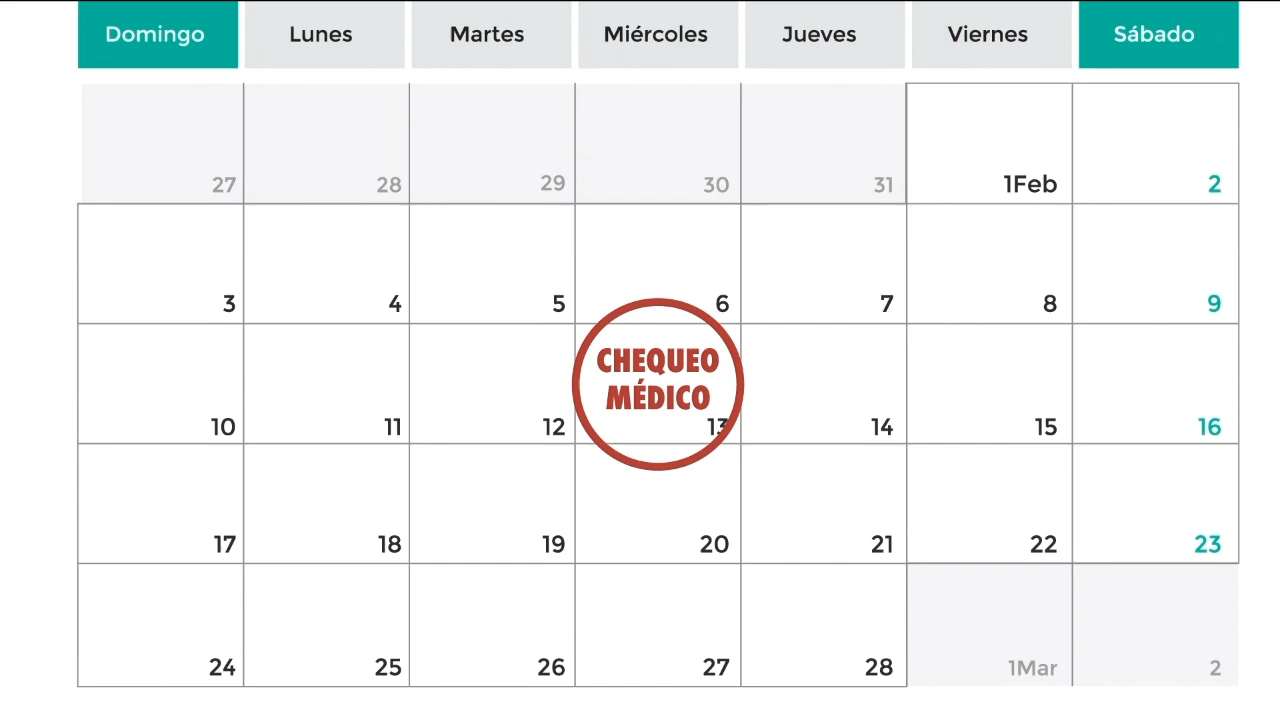 Domingo Lunes Martes Miércoles Jueves Viernes Sábado
27 28 29 30 31 1Feb 2
3 4 5 6 7 8 9
CHEQUEO
MÉDICO
10 11 12 13 14 15 16
17 18 19 20 21 22 23
24 25 26 27 28 1Mar 2